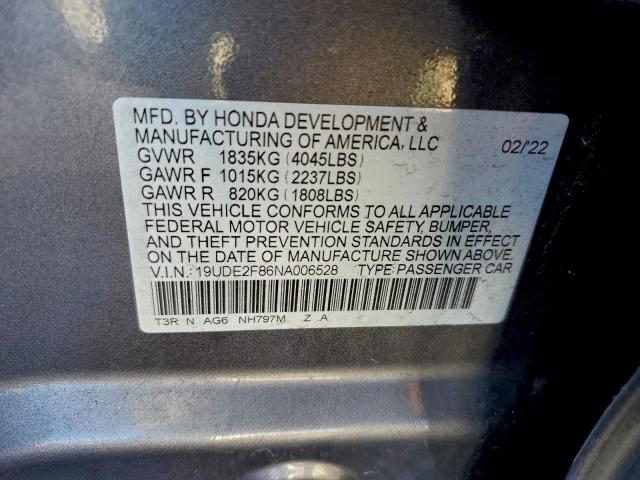 MFD. BY HONDA DEVELOPMENT &
MANUFACTURING OF AMERICA, LLC 02/'22
GVWR 1835KG (4045LBS)
GAWR F 1015KG (2237LBS)
GAWR R 820KG (1808LBS)
THIS VEHICLE CONFORMS TO ALL APPLICABLE
FEDERAL MOTOR VEHICLE SAFETY, BUMPER,
AND THEFT PREVENTION STANDARDS IN EFFECT
ON THE DATE OF MANUFACTURE SHOWN ABOVE.
V.I.N.: 19UDE2F86NA006528 TYPE: PASSENGER CAR
T3R N AG6 NH797M Z .A